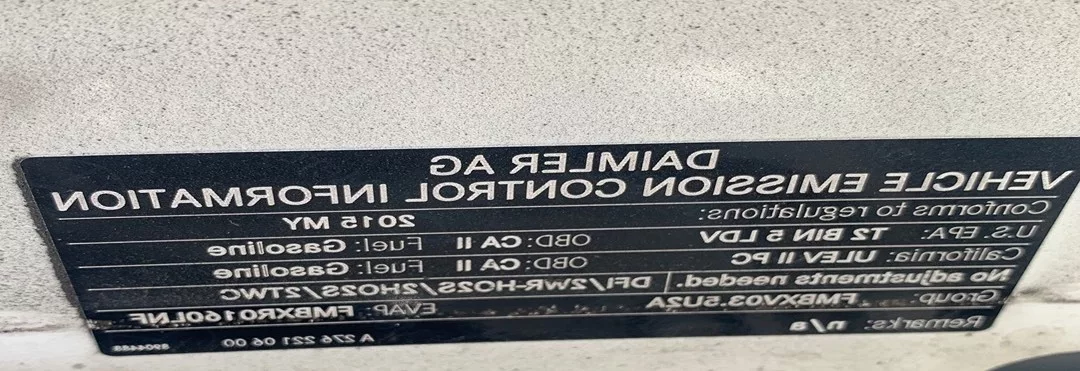 DAIMLER AG
VEHICLE EMISSION CONTROL INFORMATION
Conforms to regulations: 2015 MY
U.S. EPA: T2 BIN 5 LDV OBD: CA II Fuel: Gasoline
California: ULEV II PC OBD: CA II Fuel: Gasoline
No adjustments needed. DFI/2WR-HO2S/2HO2S/2TWC
Group: FMBXV03.5U2A EVAP: FMBXR0160LNF
Remarks: n/a A 276 221 06 00